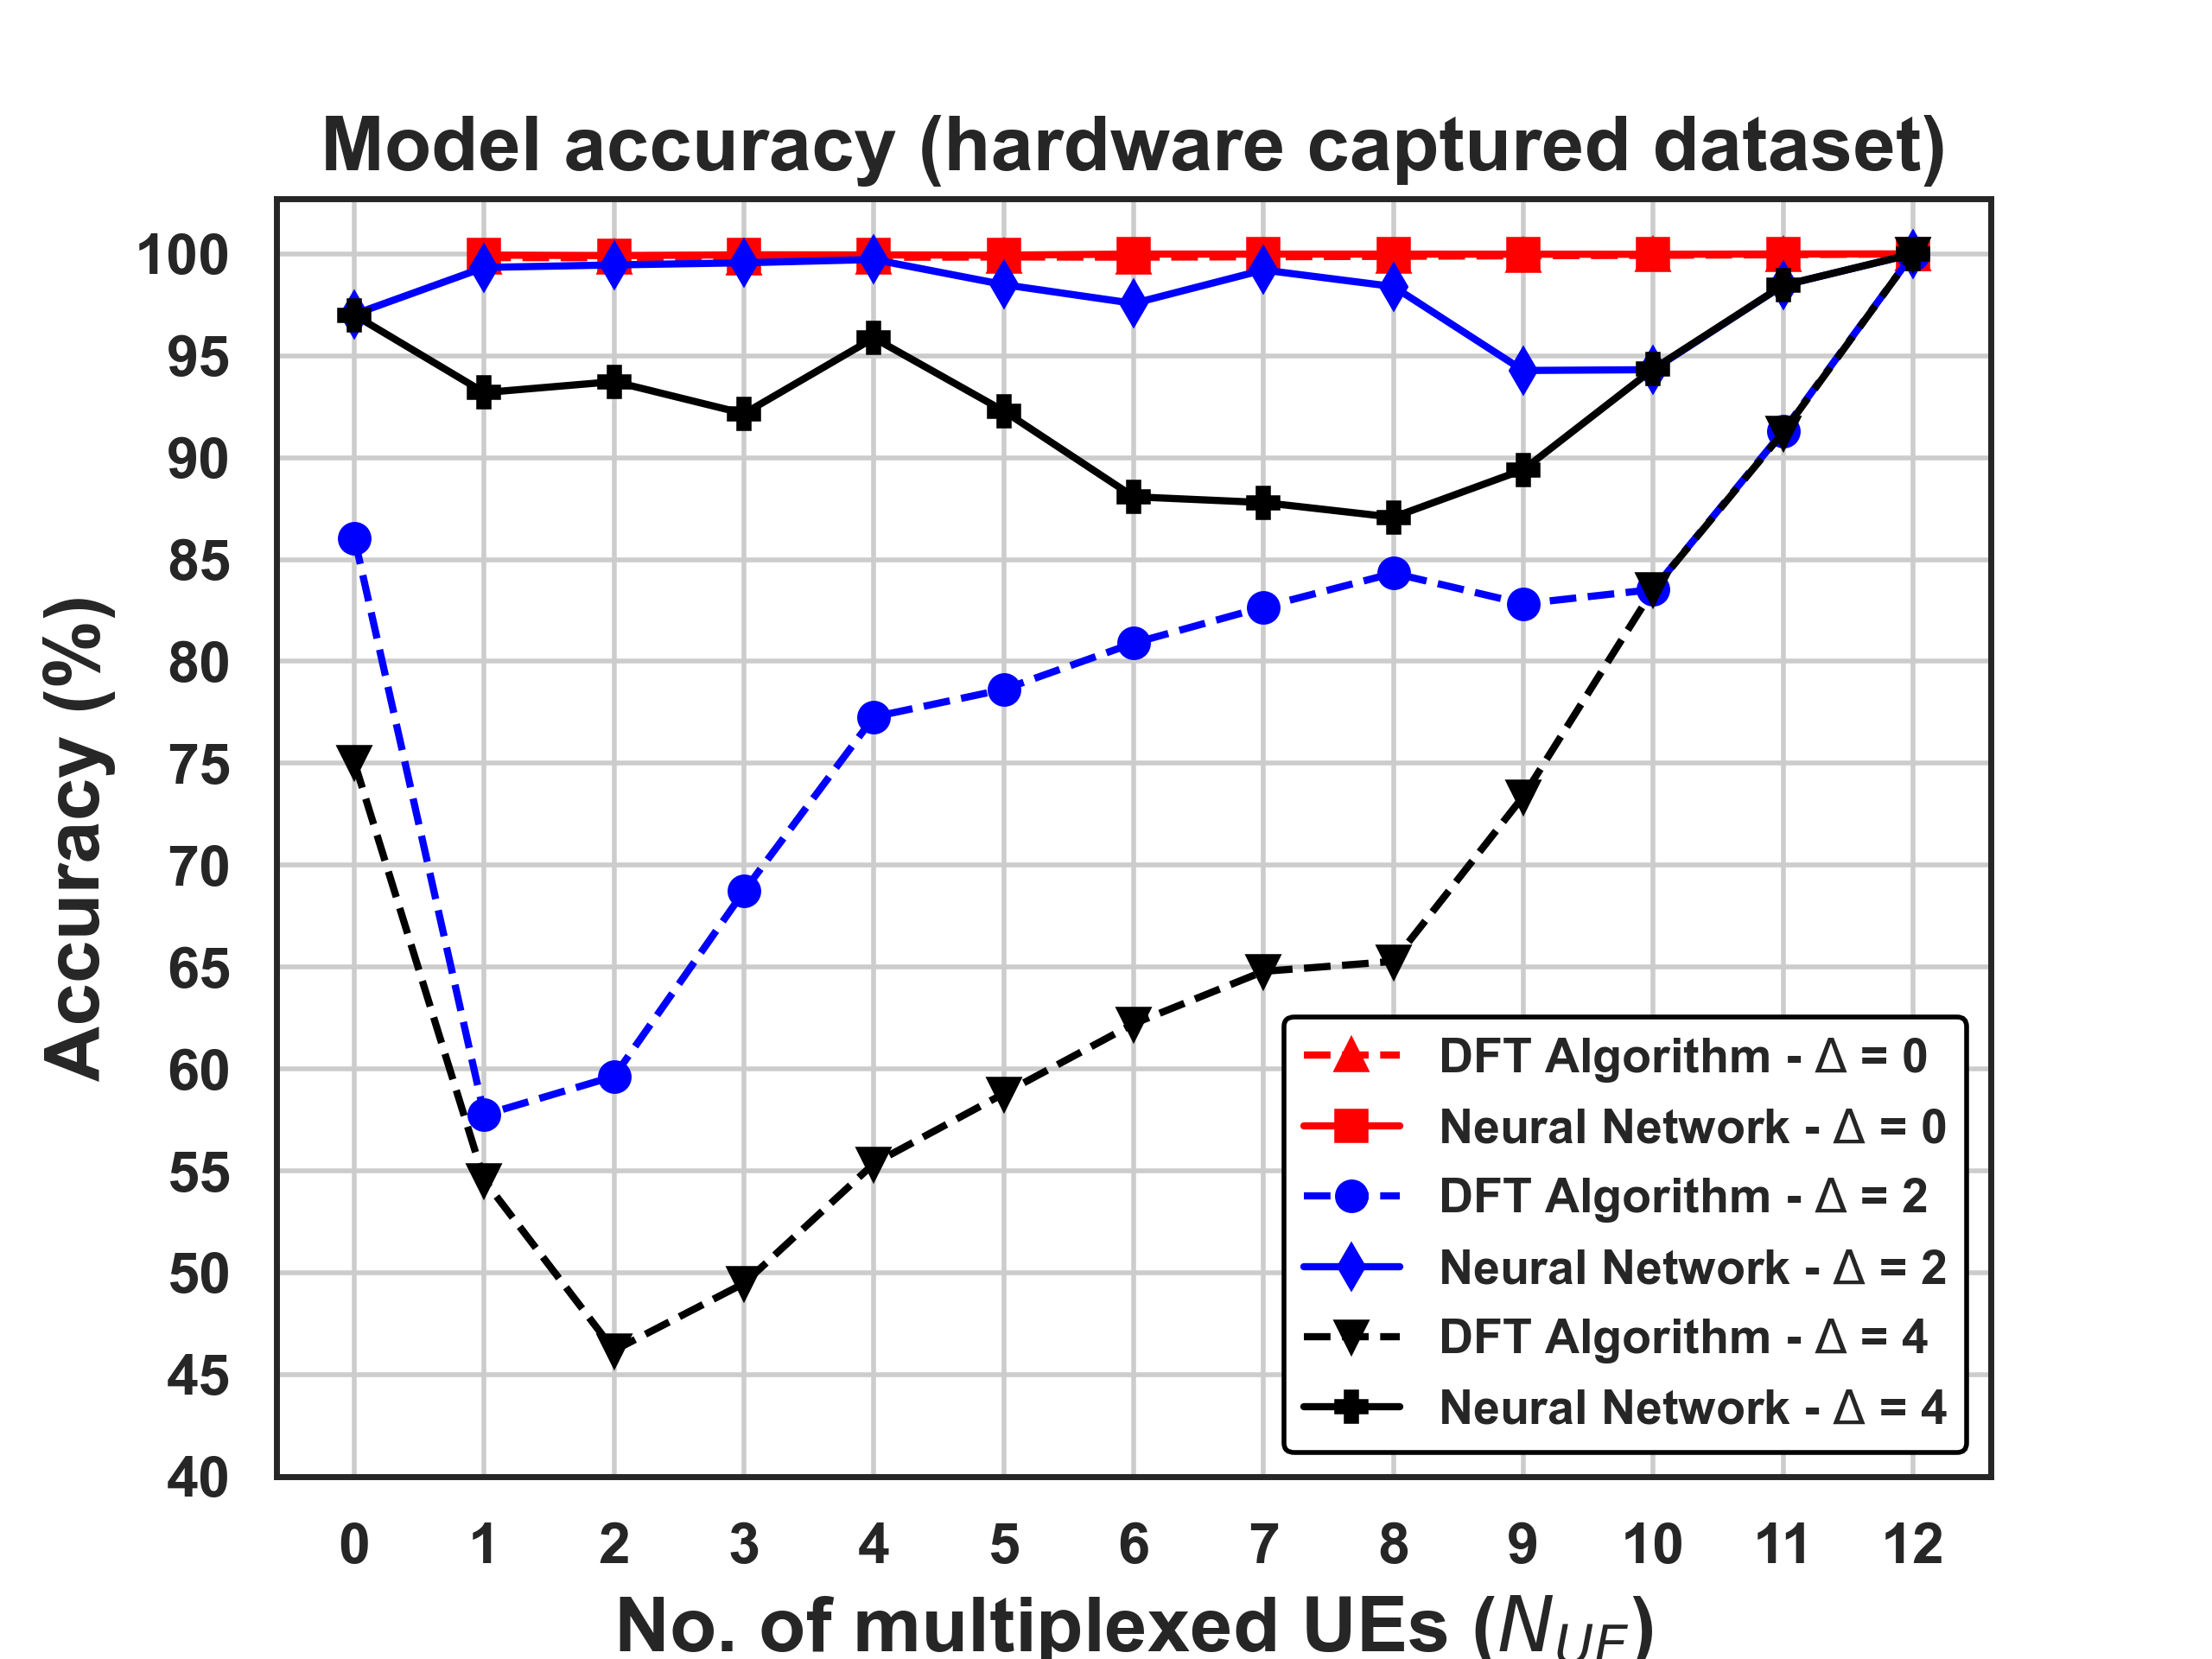 Model accuracy (hardware captured dataset)
Accuracy (%)
100
95
90
85
80
75
70
65
60
55
50
45
40
DFT Algorithm - Δ = 0
Neural Network - Δ = 0
DFT Algorithm - Δ = 2
Neural Network - Δ = 2
DFT Algorithm - Δ = 4
Neural Network - Δ = 4
0 1 2 3 4 5 6 7 8 9 10 11 12
No. of multiplexed UEs (N